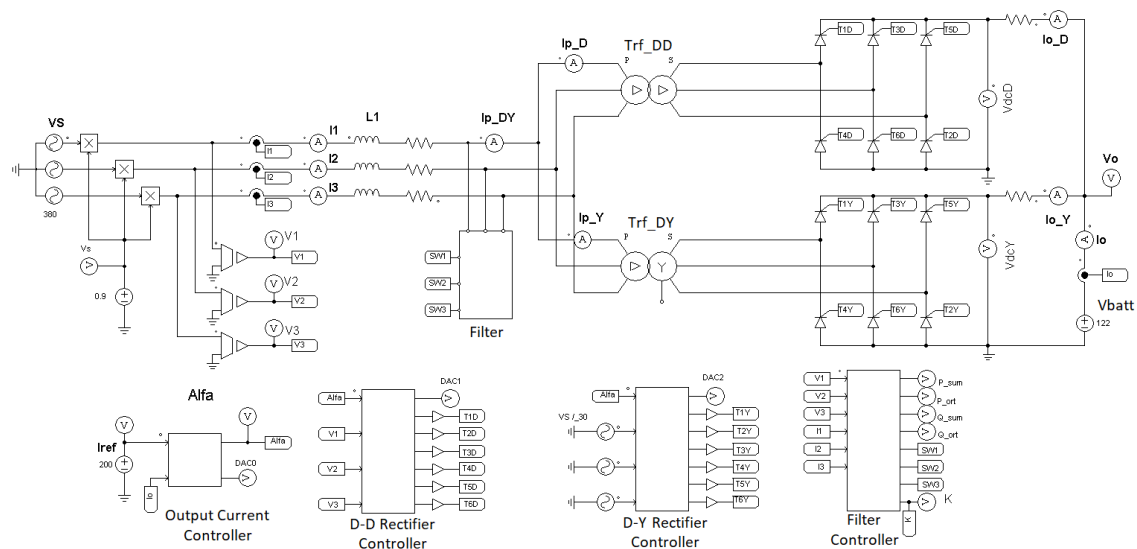 VS
380
Vs
0.9
I1
I2
I3
I1
I2
I3
L1
Ip_DY
Ip_D
Trf_DD
P
S
Ip_Y
Trf_DY
P
S
Y
T1D
T3D
T5D
T4D
T6D
T2D
VdcD
Io_D
T1Y
T3Y
T5Y
T4Y
T6Y
T2Y
VdcY
Io_Y
Vo
Io
Io
Vbatt
122
V1
V1
V2
V2
V3
V3
SW1
SW2
SW3
Filter
Alfa
Iref
200
Io
Alfa
DAC0
Output Current
Controller
Alfa
V1
V2
V3
DAC1
T1D
T2D
T3D
T4D
T5D
T6D
D-D Rectifier
Controller
Alfa
VS /_30
DAC2
T1Y
T2Y
T3Y
T4Y
T5Y
T6Y
D-Y Rectifier
Controller
V1
V2
V3
I1
I2
I3
P_sum
P_ort
Q_sum
Q_ort
SW1
SW2
SW3
K
K
Filter
Controller